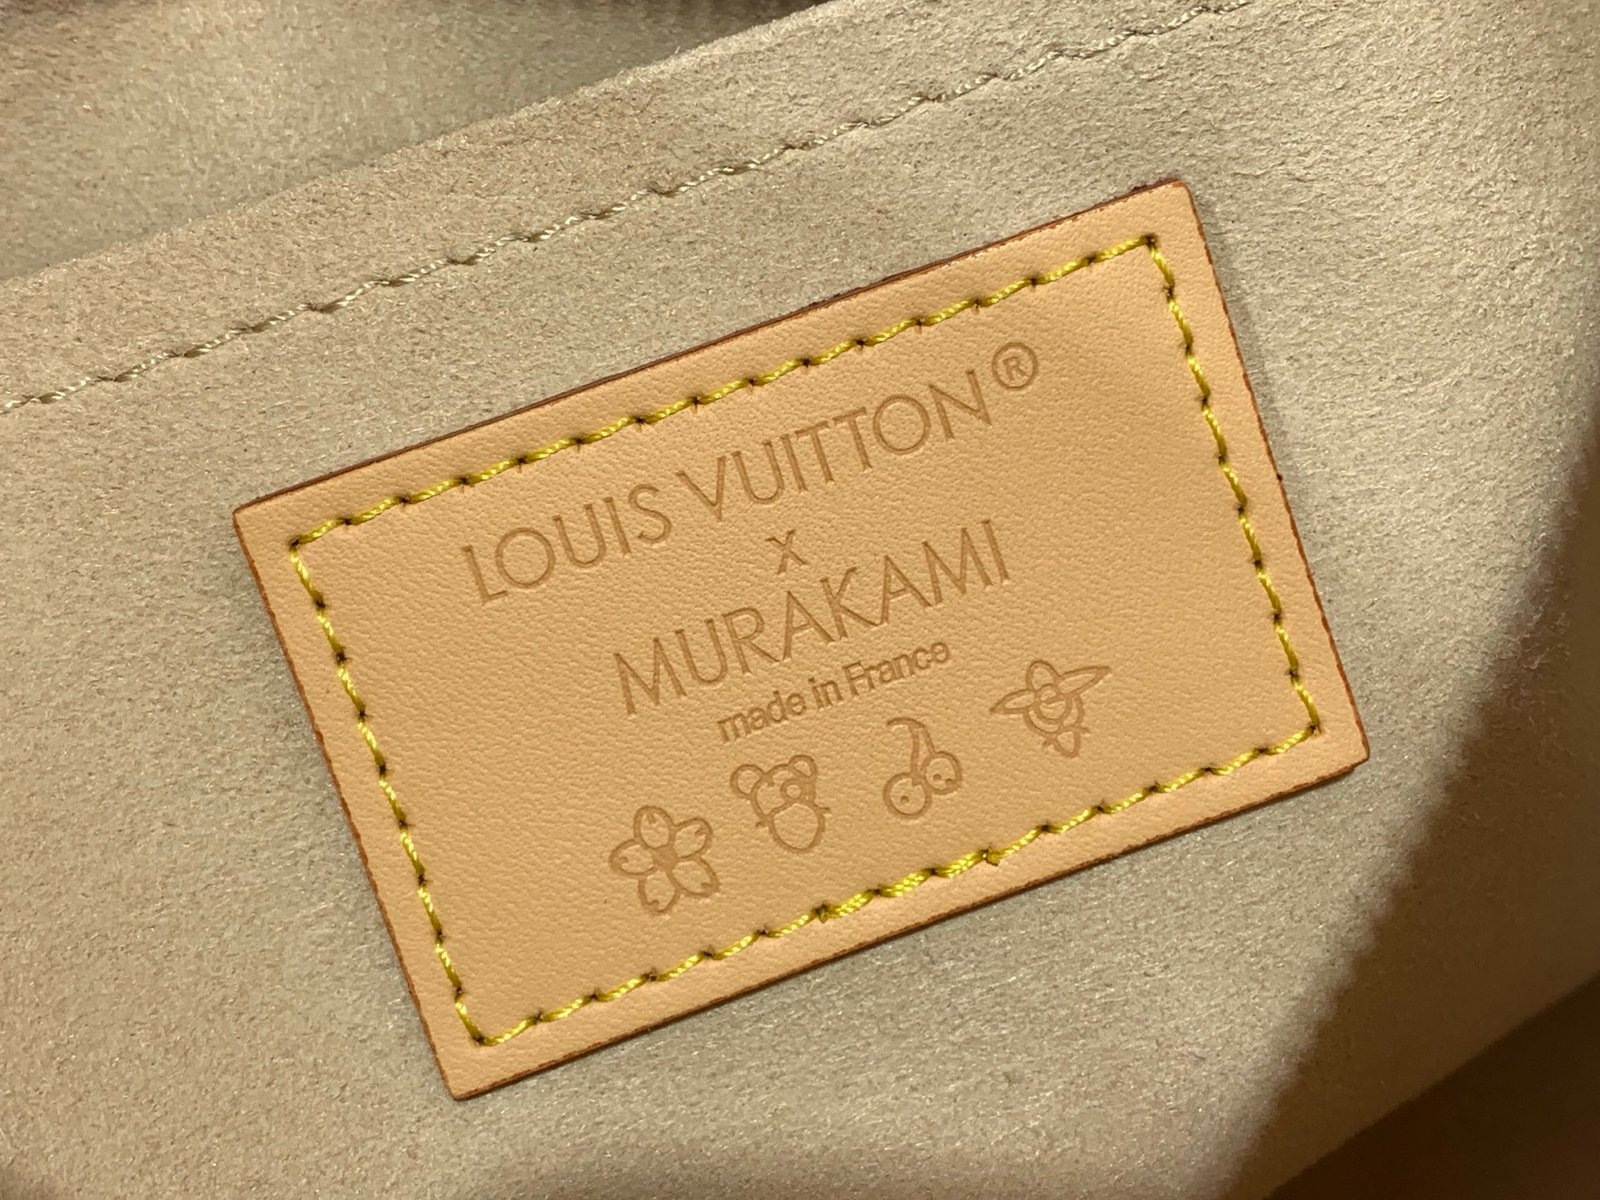 LOUIS VUITTON®
x
MURAKAMI
made in France